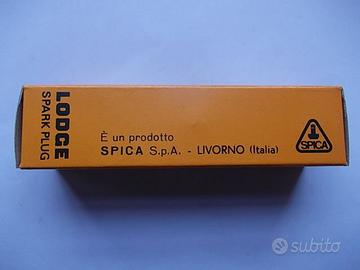 LODGE
SPARK PLUG
È un prodotto
SPICA S.p.A. - LIVORNO (Italia)
SPICA
subito